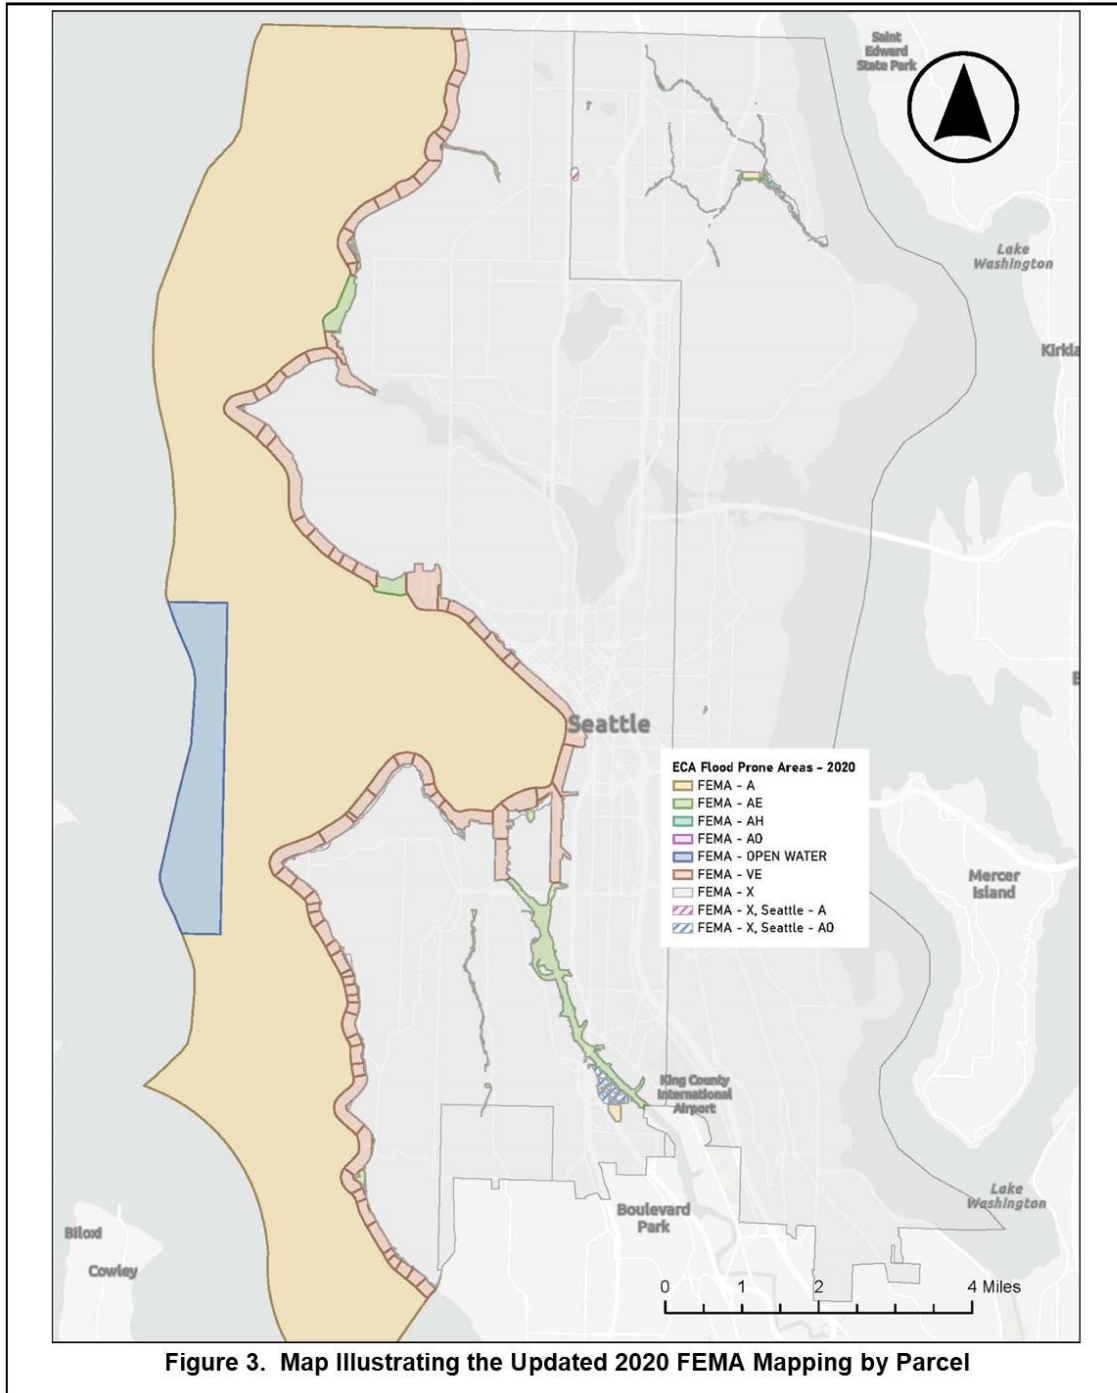 Saint
Edward
State Park
Lake
Washington
Kirkla
E
Seattle
ECA Flood Prone Areas - 2020
FEMA - A
FEMA - AE
FEMA - AH
FEMA - AO
FEMA - OPEN WATER
FEMA - VE
FEMA - X
FEMA - X, Seattle - A
FEMA - X, Seattle - AO
Mercer
Island
King County
International
Airport
Lake
Washington
Boulevard
Park
Biloxi
Cowley
0 1 2 4 Miles
Figure 3. Map Illustrating the Updated 2020 FEMA Mapping by Parcel